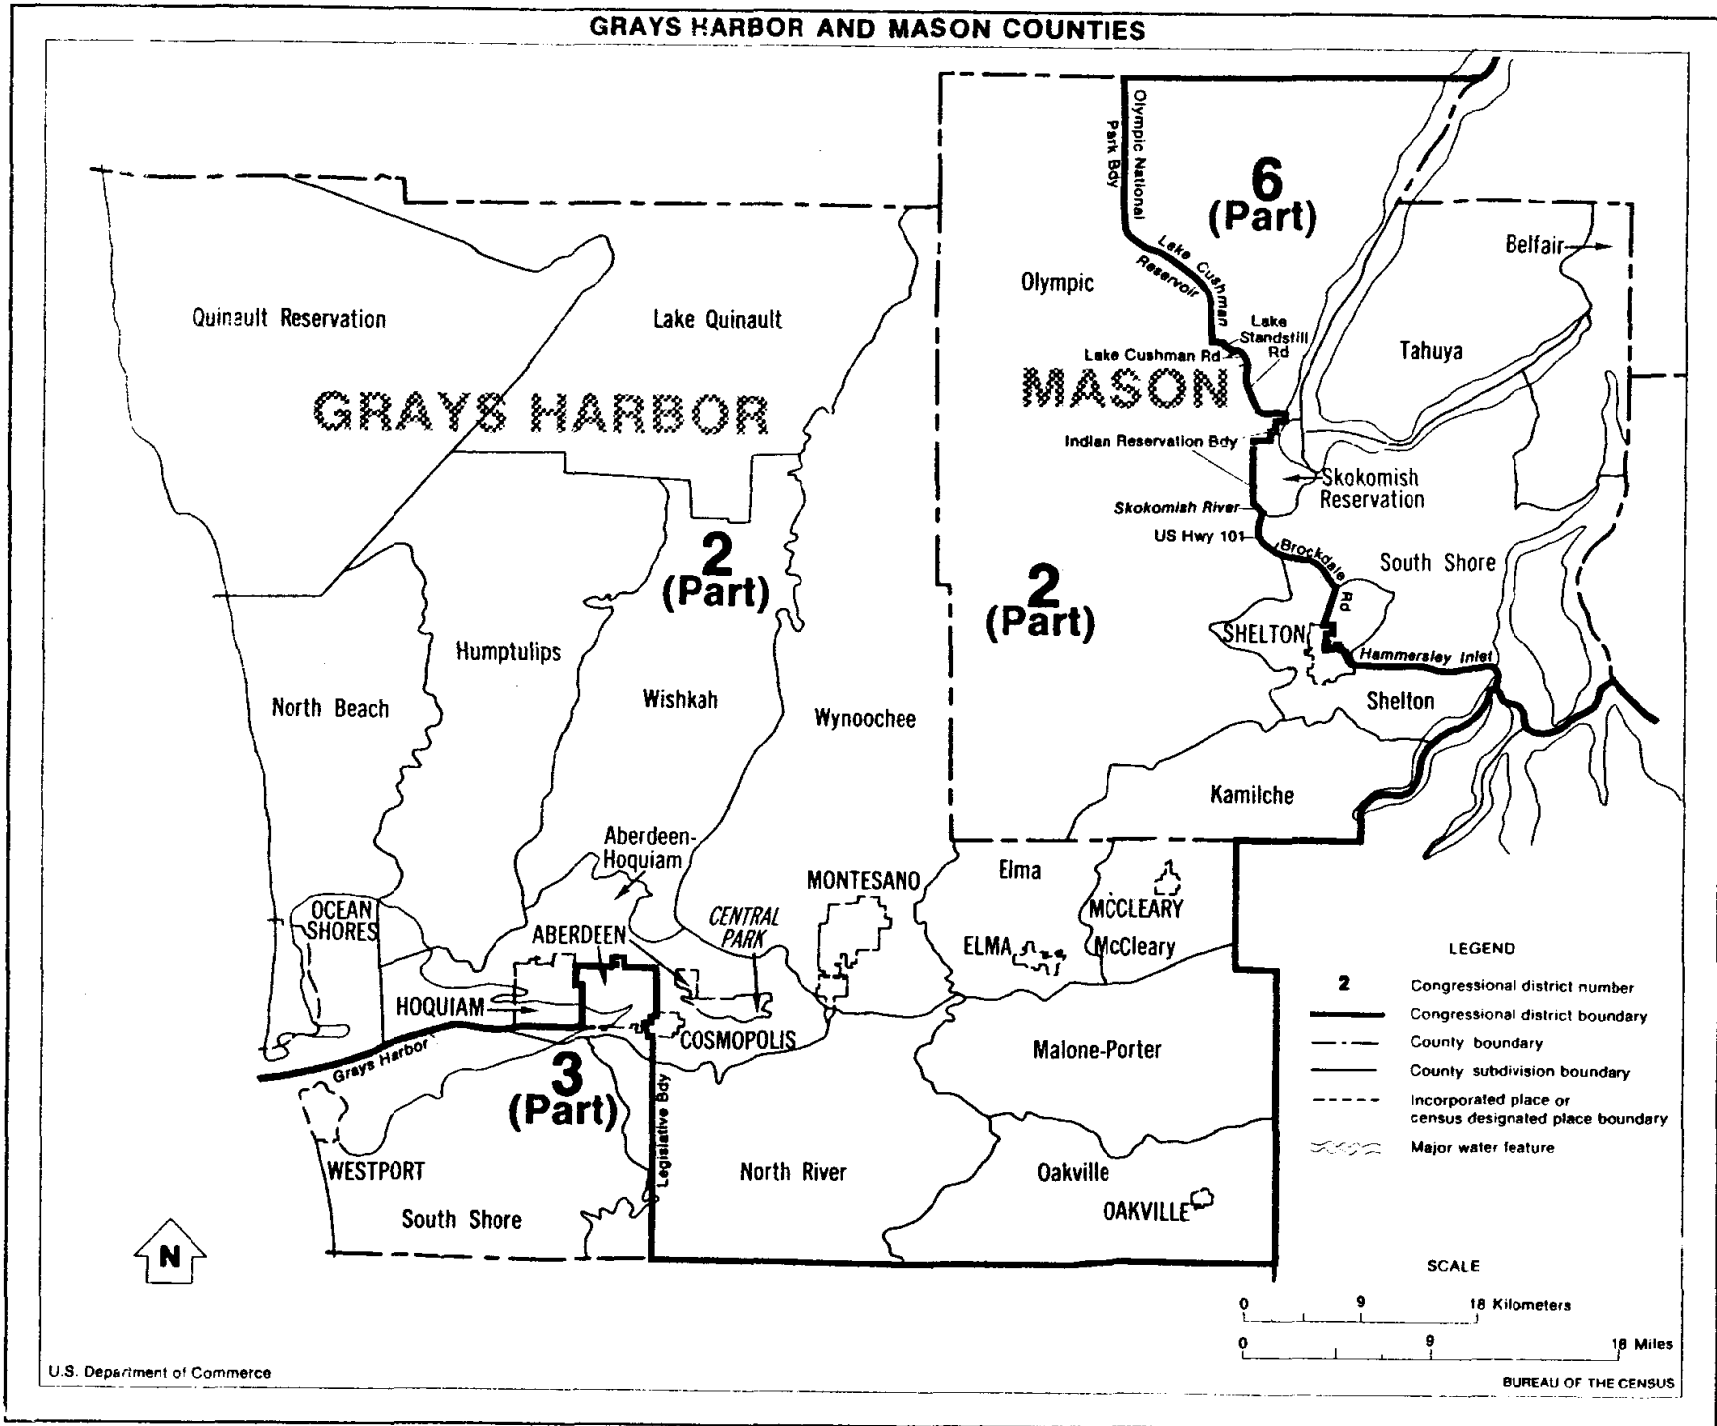 GRAYS HARBOR AND MASON COUNTIES
Olympic National
Park Bdy
6
(Part)
Belfair
Lake Cushman
Reservoir
Olympic
Quinault Reservation
Lake Quinault
Lake
Standstill
Rd
Lake Cushman Rd
Tahuya
GRAYS HARBOR
MASON
Indian Reservation Bdy
Skokomish
Reservation
Skokomish River
US Hwy 101
Brockdale
Rd
South Shore
2
(Part)
2
(Part)
SHELTON
Hammersley Inlet
Humptulips
North Beach
Wishkah
Wynoochee
Shelton
Kamilche
Aberdeen-
Hoquiam
MONTESANO
Elma
MCCLEARY
OCEAN
SHORES
ABERDEEN
CENTRAL
PARK
ELMA
McCleary
HOQUIAM
COSMOPOLIS
Grays Harbor
3
(Part)
Malone-Porter
Legislative Bdy
WESTPORT
South Shore
North River
Oakville
OAKVILLE
N
LEGEND
2 Congressional district number
Congressional district boundary
County boundary
County subdivision boundary
Incorporated place or
census designated place boundary
Major water feature
SCALE
0 9 18 Kilometers
0 9 18 Miles
U.S. Department of Commerce
BUREAU OF THE CENSUS